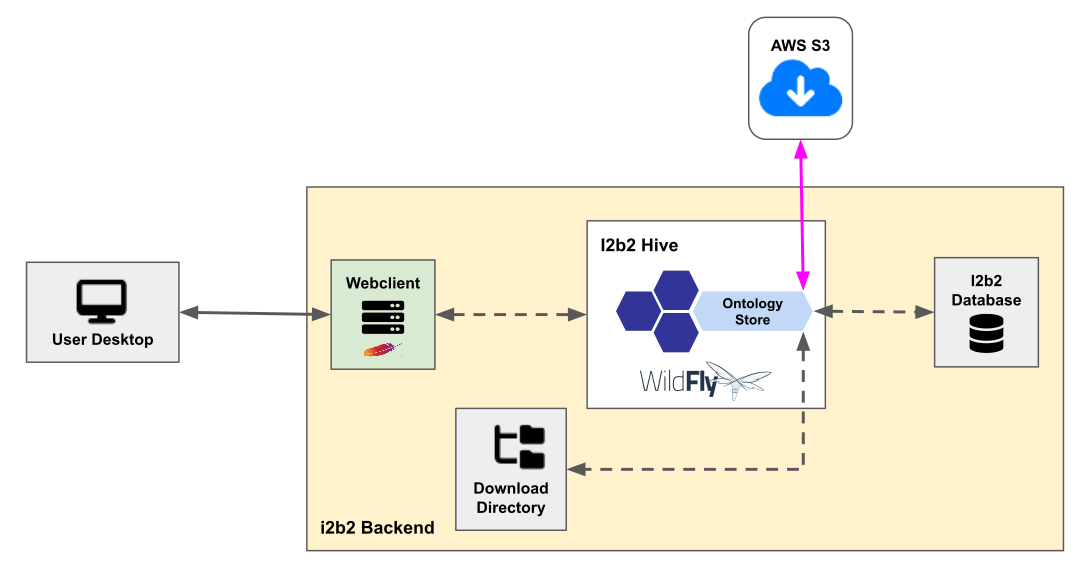 AWS S3
I2b2 Hive
Webclient
I2b2
Database
Ontology
Store
User Desktop
WildFly
Download
Directory
i2b2 Backend